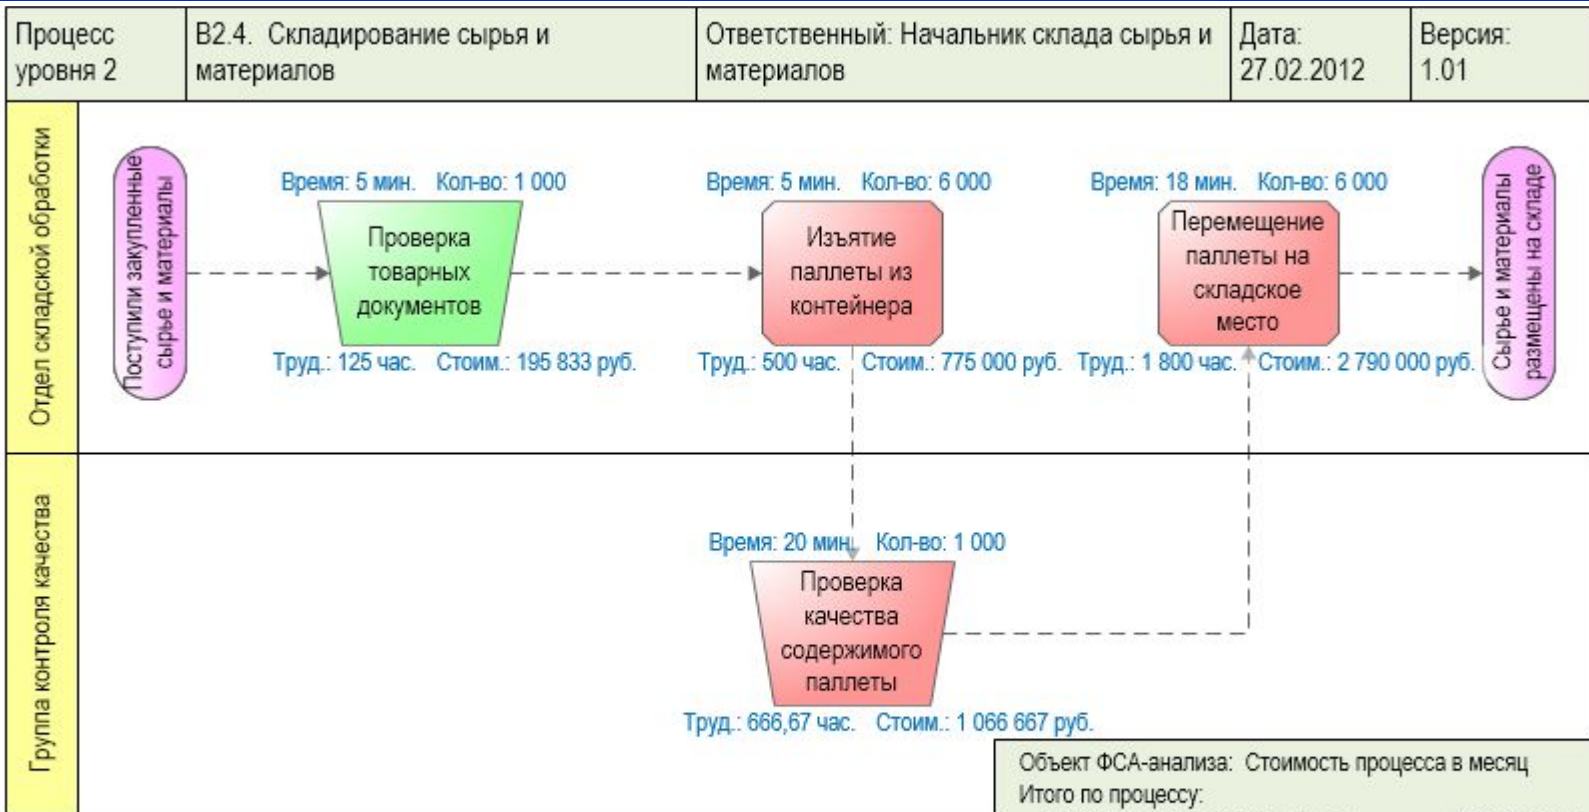 Процесс
уровня 2
В2.4. Складирование сырья и
материалов
Ответственный: Начальник склада сырья и
материалов
Дата:
27.02.2012
Версия:
1.01
Отдел складской обработки
Поступили закупленные
сырье и материалы
Время: 5 мин. Кол-во: 1 000
Проверка
товарных
документов
Труд.: 125 час. Стоим.: 195 833 руб.
Время: 5 мин. Кол-во: 6 000
Изъятие
паллеты из
контейнера
Труд.: 500 час. Стоим.: 775 000 руб.
Время: 18 мин. Кол-во: 6 000
Перемещение
паллеты на
складское
место
Труд.: 1 800 час. Стоим.: 2 790 000 руб.
Сырье и материалы
размещены на складе
Группа контроля качества
Время: 20 мин. Кол-во: 1 000
Проверка
качества
содержимого
паллеты
Труд.: 666,67 час. Стоим.: 1 066 667 руб.
Объект ФСА-анализа: Стоимость процесса в месяц
Итого по процессу: